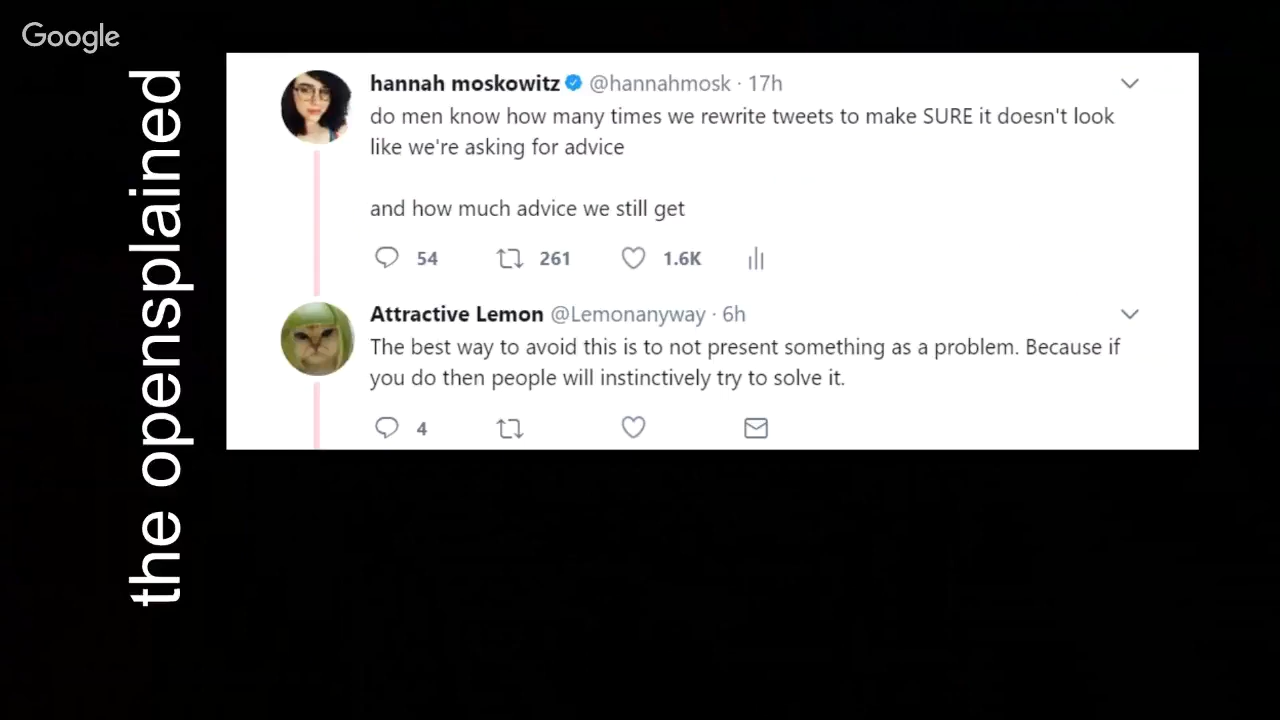 Google
the opensplained
hannah moskowitz @hannahmosk · 17h
do men know how many times we rewrite tweets to make SURE it doesn't look
like we're asking for advice
and how much advice we still get
54 261 1.6K
Attractive Lemon @Lemonanyway · 6h
The best way to avoid this is to not present something as a problem. Because if
you do then people will instinctively try to solve it.
4